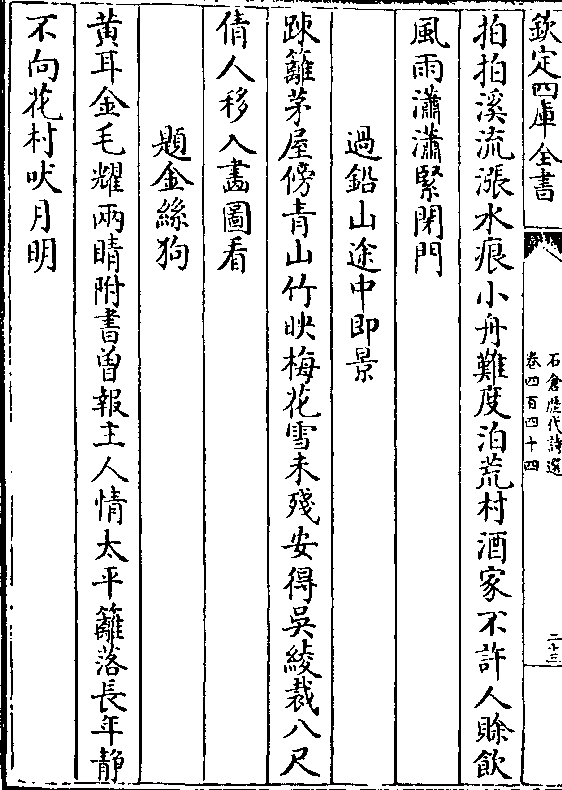 欽定四庫全書
石倉歷代詩選
卷四百四十四
二十三
拍拍溪流漲水痕小舟難度泊荒村酒家不許人賒飲
風雨瀟瀟緊閉門
過鉛山途中即景
踈籬茅屋傍青山竹映梅花雪未殘安得吳綾裁八尺
倩人移入畵圖看
題金絲狗
黄耳金毛耀兩睛附書曽報主人情太平籬落長年静
不向花村吠月明